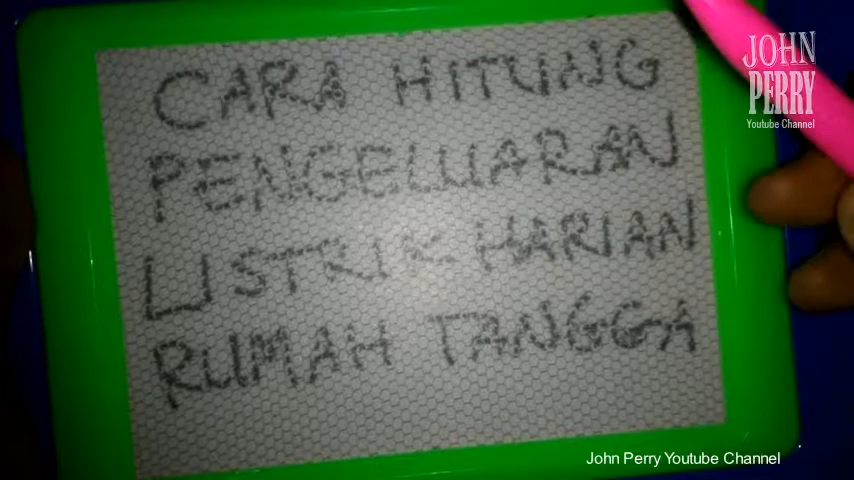 CARA HITUNG
PENGELUARAN
LISTRIK HARIAN
RUMAH TANGGA
JOHN
PERRY
Youtube Channel
John Perry Youtube Channel